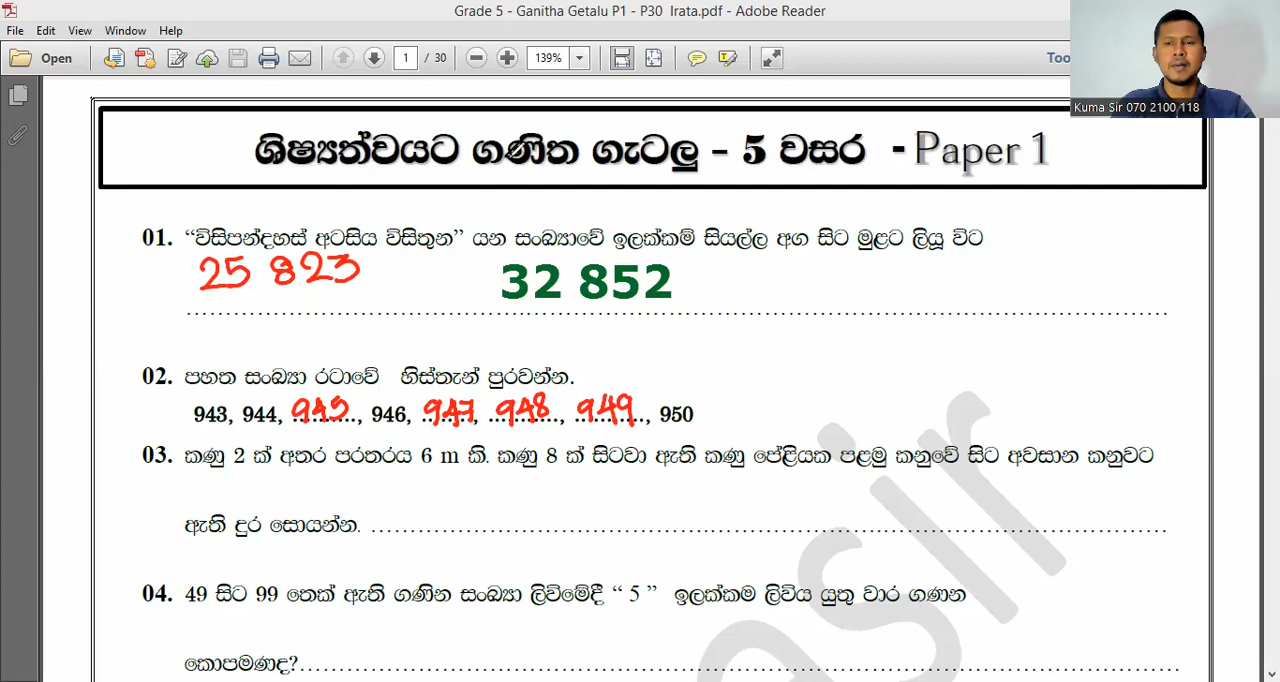 Grade 5 - Ganitha Getalu P1 - P30 Irata.pdf - Adobe Reader
File Edit View Window Help
Open 1 / 30 139% Too
Kuma Sir 070 2100 118
ශිෂ්‍යත්වයට ගණිත ගැටලු - 5 වසර - Paper 1
01. “විසිපන්දහස් අටසිය විසිතුන” යන සංඛ්‍යාවේ ඉලක්කම් සියල්ල අග සිට මුළට ලියූ විට
25 823 32 852
02. පහත සංඛ්‍යා රටාවේ හිස්තැන් පුරවන්න.
943, 944, 945, 946, 947, 948, 949, 950
03. කණු 2 ක් අතර පරතරය 6 m කි. කණු 8 ක් සිටවා ඇති කණු පේළියක පළමු කනුවේ සිට අවසාන කනුවට
ඇති දුර සොයන්න. ................................................
04. 49 සිට 99 තෙක් ඇති ගණින සංඛ්‍යා ලිවීමේදී “ 5 ” ඉලක්කම ලිවිය යුතු වාර ගණන
කොපමණද?................................................
asir